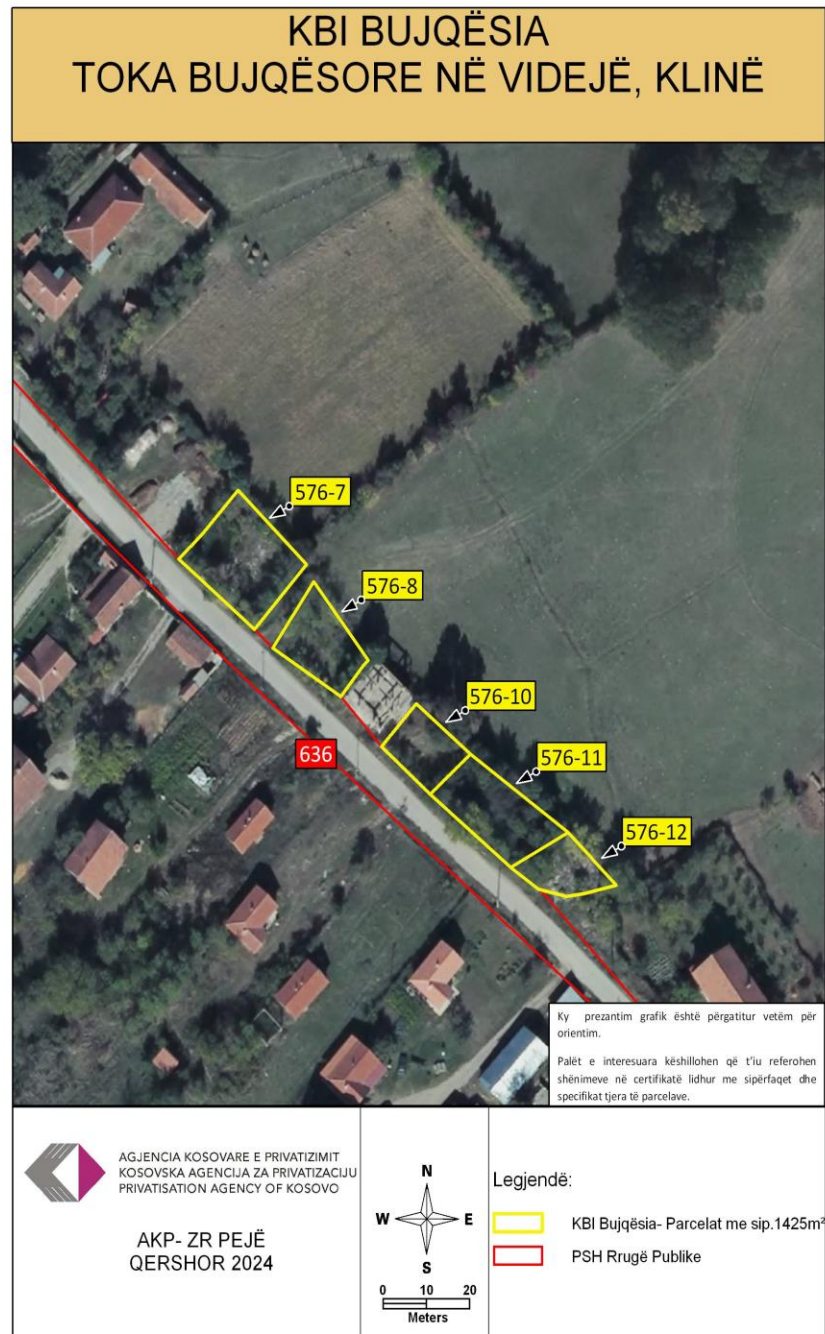 KBI BUJQËSIA
TOKA BUJQËSORE NË VIDEJË, KLINË
576-7
576-8
576-10
576-11
576-12
636
Ky prezantim grafik është përgatitur vetëm për
orientim.
Palët e interesuara këshillohen që t'iu referohen
shënimeve në certifikatë lidhur me sipërfaqet dhe
specifikat tjera të parcelave.
AGJENCIA KOSOVARE E PRIVATIZIMIT
KOSOVSKA AGENCIJA ZA PRIVATIZACIJU
PRIVATISATION AGENCY OF KOSOVO
AKP- ZR PEJË
QERSHOR 2024
N
W E
S
0 10 20
Meters
Legjendë:
KBI Bujqësia- Parcelat me sip.1425m²
PSH Rrugë Publike